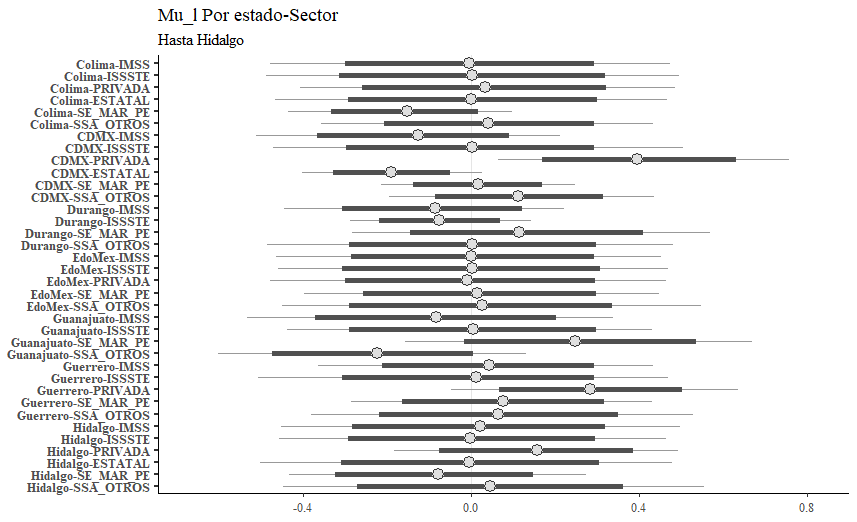 Mu_l Por estado-Sector
Hasta Hidalgo
Colima-IMSS
Colima-ISSSTE
Colima-PRIVADA
Colima-ESTATAL
Colima-SE_MAR_PE
Colima-SSA_OTROS
CDMX-IMSS
CDMX-ISSSTE
CDMX-PRIVADA
CDMX-ESTATAL
CDMX-SE_MAR_PE
CDMX-SSA_OTROS
Durango-IMSS
Durango-ISSSTE
Durango-SE_MAR_PE
Durango-SSA_OTROS
EdoMex-IMSS
EdoMex-ISSSTE
EdoMex-PRIVADA
EdoMex-SE_MAR_PE
EdoMex-SSA_OTROS
Guanajuato-IMSS
Guanajuato-ISSSTE
Guanajuato-SE_MAR_PE
Guanajuato-SSA_OTROS
Guerrero-IMSS
Guerrero-ISSSTE
Guerrero-PRIVADA
Guerrero-SE_MAR_PE
Guerrero-SSA_OTROS
Hidalgo-IMSS
Hidalgo-ISSSTE
Hidalgo-PRIVADA
Hidalgo-ESTATAL
Hidalgo-SE_MAR_PE
Hidalgo-SSA_OTROS
-0.4 0.0 0.4 0.8